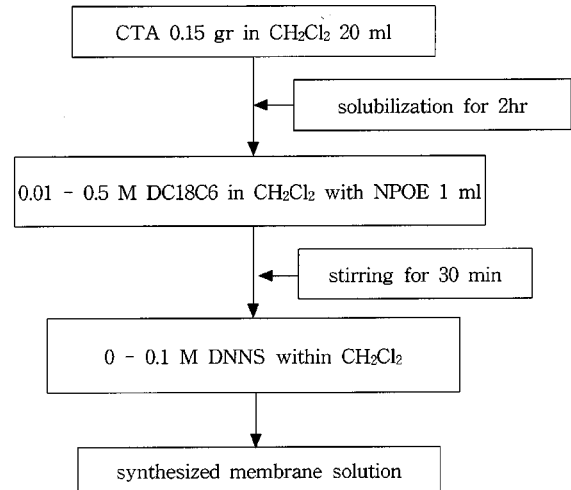 CTA 0.15 gr in CH₂Cl₂ 20 ml
solubilization for 2hr
0.01 - 0.5 M DC18C6 in CH₂Cl₂ with NPOE 1 ml
stirring for 30 min
0 - 0.1 M DNNS within CH₂Cl₂
synthesized membrane solution